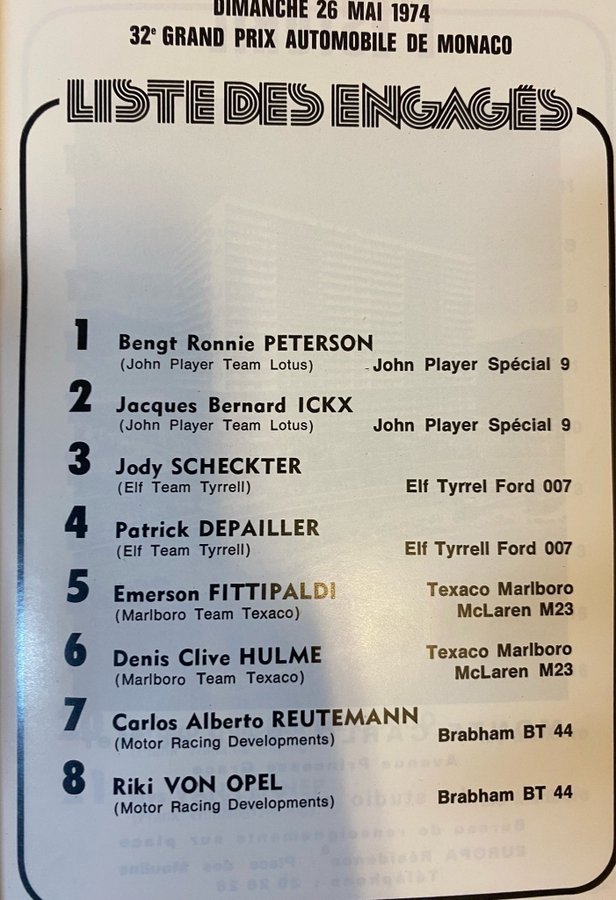 DIMANCHE 26 MAI 1974
32e GRAND PRIX AUTOMOBILE DE MONACO
LISTE DES ENGAGÉS
1 Bengt Ronnie PETERSON
(John Player Team Lotus) John Player Spécial 9
2 Jacques Bernard ICKX
(John Player Team Lotus) John Player Spécial 9
3 Jody SCHECKTER
(Elf Team Tyrrell) Elf Tyrrel Ford 007
4 Patrick DEPAILLER
(Elf Team Tyrrell) Elf Tyrrell Ford 007
5 Emerson FITTIPALDI Texaco Marlboro
(Marlboro Team Texaco) McLaren M23
6 Denis Clive HULME Texaco Marlboro
(Marlboro Team Texaco) McLaren M23
7 Carlos Alberto REUTEMANN
(Motor Racing Developments) Brabham BT 44
8 Riki VON OPEL
(Motor Racing Developments) Brabham BT 44